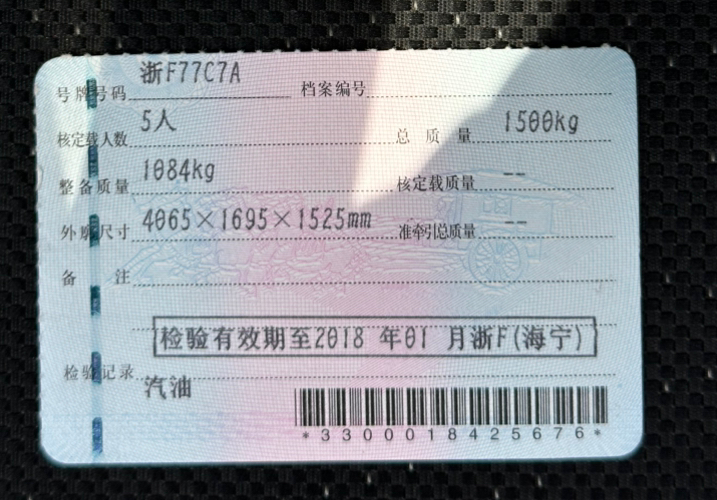 号牌号码 浙F77C7A 档案编号
核定载人数 5人 总质量 1500kg
整备质量 1084kg 核定载质量 --
外廓尺寸 4065×1695×1525mm 准牵引总质量 --
备注
检验有效期至2018 年01 月浙F(海宁)
检验记录
汽油
*3300018425676*